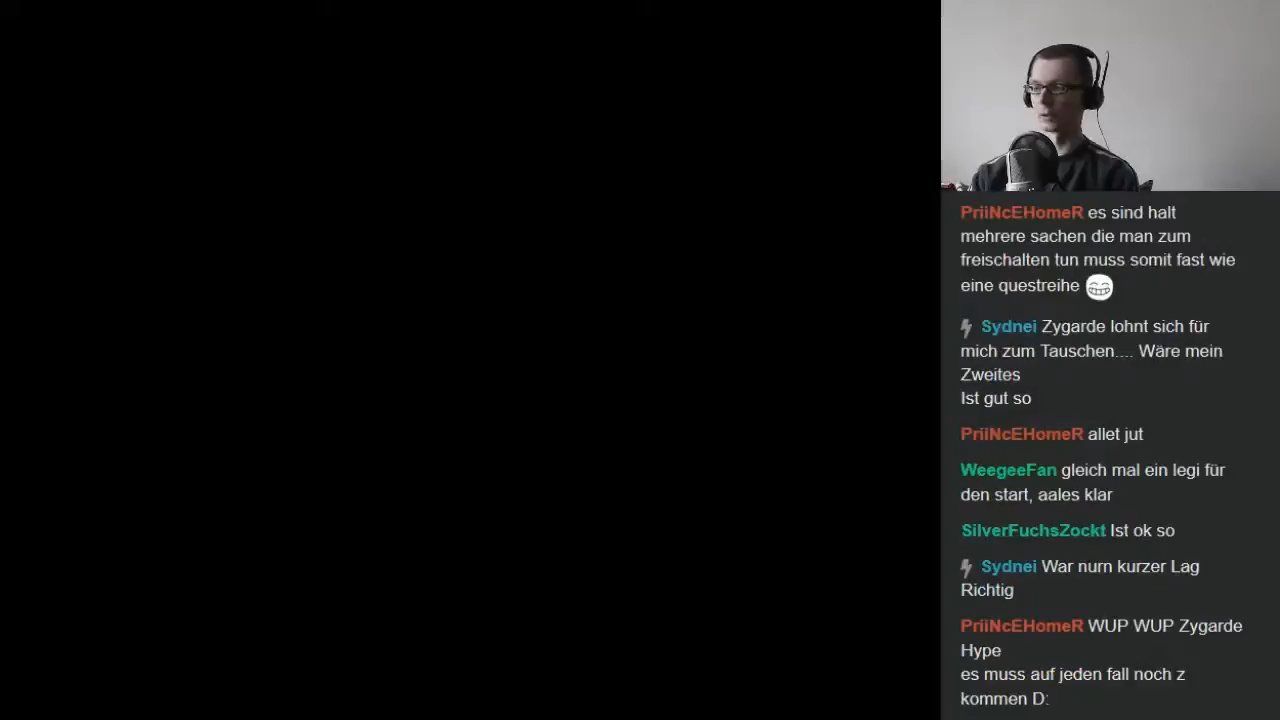 PriiNcEHomeR es sind halt
mehrere sachen die man zum
freischalten tun muss somit fast wie
eine questreihe
Sydnei Zygarde lohnt sich für
mich zum Tauschen.... Wäre mein
Zweites
Ist gut so
PriiNcEHomeR allet jut
WeegeeFan gleich mal ein legi für
den start, aales klar
SilverFuchsZockt Ist ok so
Sydnei War nurn kurzer Lag
Richtig
PriiNcEHomeR WUP WUP Zygarde
Hype
es muss auf jeden fall noch z
kommen D: